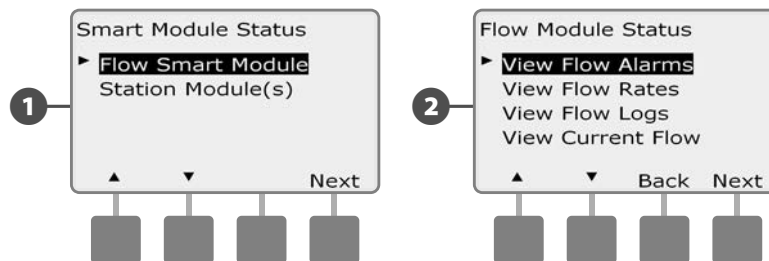 Smart Module Status
► Flow Smart Module
Station Module(s)
▲ ▼ Next
1
Flow Module Status
► View Flow Alarms
View Flow Rates
View Flow Logs
View Current Flow
▲ ▼ Back Next
2